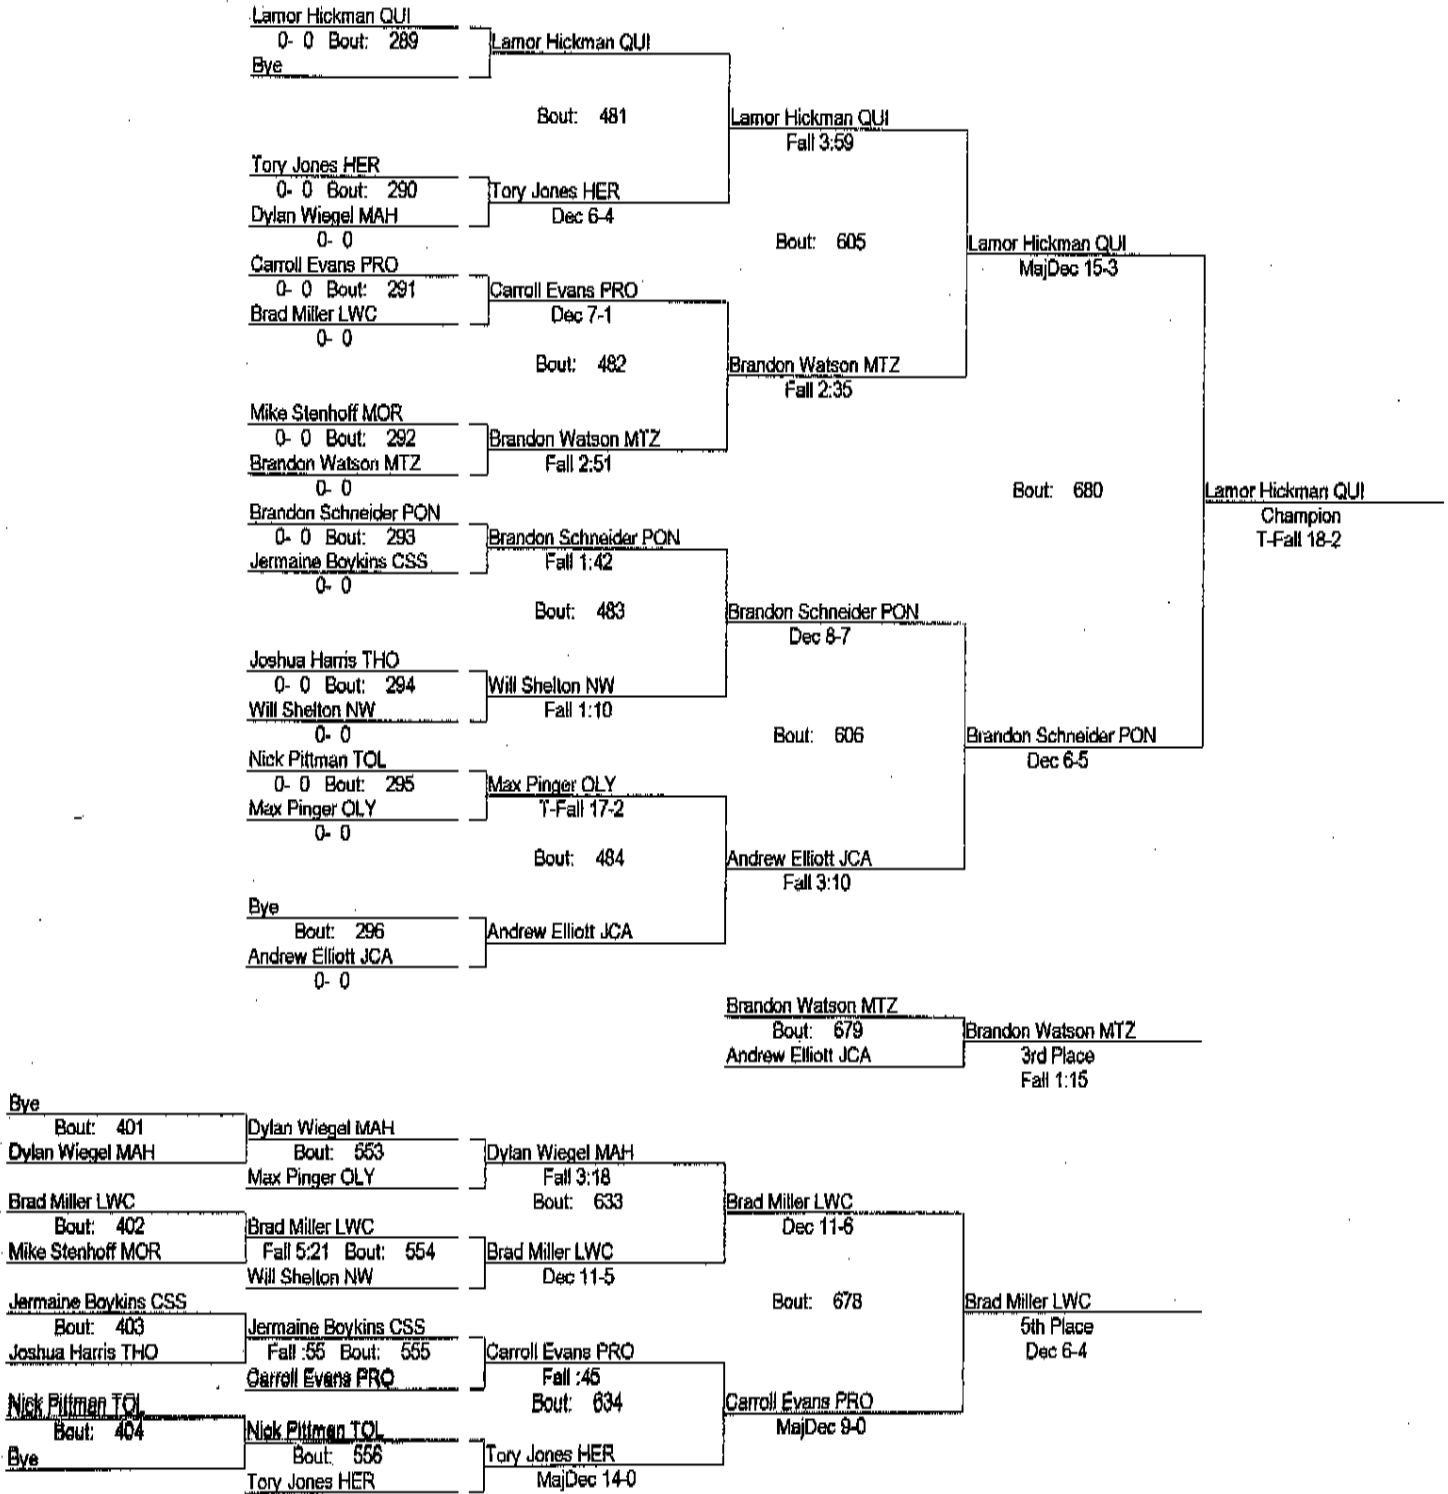 Lamor Hickman QUI
0- 0 Bout: 289
Bye
Lamor Hickman QUI
Bout: 481
Tory Jones HER
0- 0 Bout: 290
Dylan Wiegel MAH
0- 0
Tory Jones HER
Dec 6-4
Lamor Hickman QUI
Fall 3:59
Bout: 605
Carroll Evans PRO
0- 0 Bout: 291
Brad Miller LWC
0- 0
Carroll Evans PRO
Dec 7-1
Bout: 482
Mike Stenhoff MOR
0- 0 Bout: 292
Brandon Watson MTZ
0- 0
Brandon Watson MTZ
Fall 2:51
Brandon Watson MTZ
Fall 2:35
Lamor Hickman QUI
MajDec 15-3
Bout: 680
Lamor Hickman QUI
Champion
T-Fall 18-2
Brandon Schneider PON
0- 0 Bout: 293
Jermaine Boykins CSS
0- 0
Brandon Schneider PON
Fall 1:42
Bout: 483
Joshua Harris THO
0- 0 Bout: 294
Will Shelton NW
0- 0
Will Shelton NW
Fall 1:10
Brandon Schneider PON
Dec 8-7
Bout: 606
Nick Pittman TOL
0- 0 Bout: 295
Max Pinger OLY
0- 0
Max Pinger OLY
T-Fall 17-2
Bout: 484
Bye
Bout: 296
Andrew Elliott JCA
0- 0
Andrew Elliott JCA
Andrew Elliott JCA
Fall 3:10
Brandon Schneider PON
Dec 6-5
Brandon Watson MTZ
Bout: 679
Andrew Elliott JCA
Brandon Watson MTZ
3rd Place
Fall 1:15
Bye
Bout: 401
Dylan Wiegel MAH
Dylan Wiegel MAH
Bout: 553
Max Pinger OLY
Dylan Wiegel MAH
Fall 3:18
Bout: 633
Brad Miller LWC
Bout: 402
Mike Stenhoff MOR
Brad Miller LWC
Fall 5:21 Bout: 554
Will Shelton NW
Brad Miller LWC
Dec 11-5
Brad Miller LWC
Dec 11-6
Bout: 678
Jermaine Boykins CSS
Bout: 403
Joshua Harris THO
Jermaine Boykins CSS
Fall :55 Bout: 555
Carroll Evans PRO
Carroll Evans PRO
Fall :45
Bout: 634
Nick Pittman TOL
Bout: 404
Bye
Nick Pittman TOL
Bout: 556
Tory Jones HER
Tory Jones HER
MajDec 14-0
Carroll Evans PRO
MajDec 9-0
Brad Miller LWC
5th Place
Dec 6-4